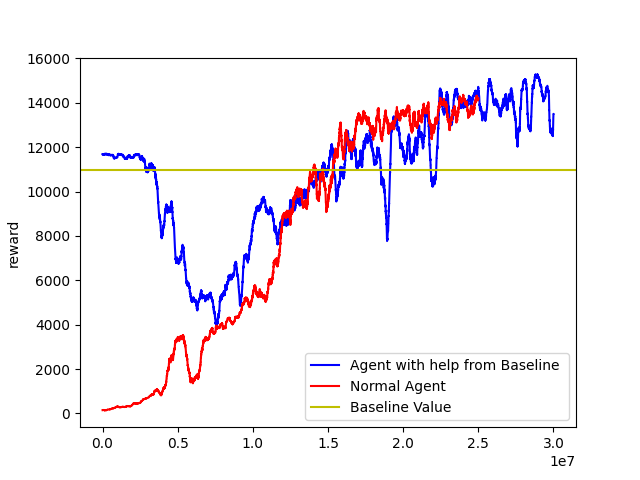 16000
14000
12000
10000
8000
6000
4000
2000
0
reward
Agent with help from Baseline
Normal Agent
Baseline Value
0.0 0.5 1.0 1.5 2.0 2.5 3.0
1e7